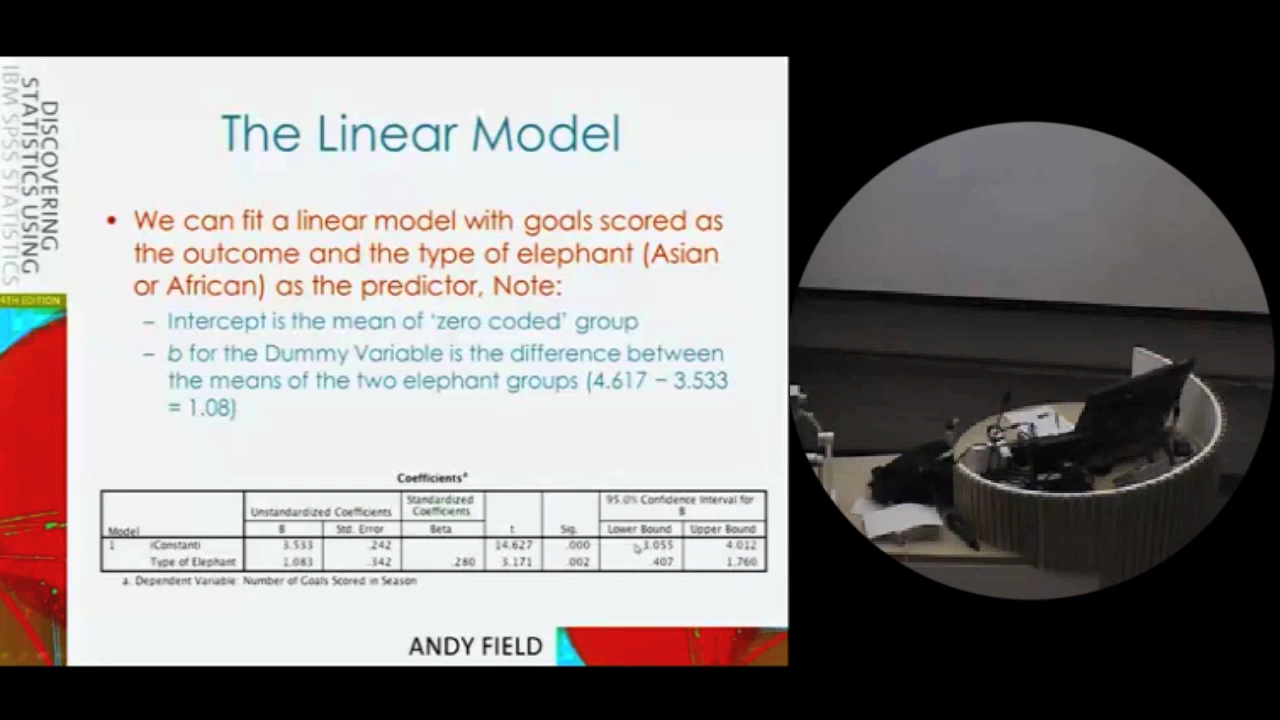 DISCOVERING
STATISTICS USING
IBM SPSS STATISTICS
4TH EDITION
The Linear Model
• We can fit a linear model with goals scored as
the outcome and the type of elephant (Asian
or African) as the predictor, Note:
– Intercept is the mean of ‘zero coded’ group
– b for the Dummy Variable is the difference between
the means of the two elephant groups (4.617 – 3.533
= 1.08)
Coefficientsᵃ
Model
Unstandardized Coefficients
Standardized
Coefficients
95.0% Confidence Interval for
B
B Std. Error Beta t Sig. Lower Bound Upper Bound
1 (Constant) 3.533 .242 14.627 .000 3.055 4.012
Type of Elephant 1.083 .342 .280 3.171 .002 .407 1.760
a. Dependent Variable: Number of Goals Scored in Season
ANDY FIELD